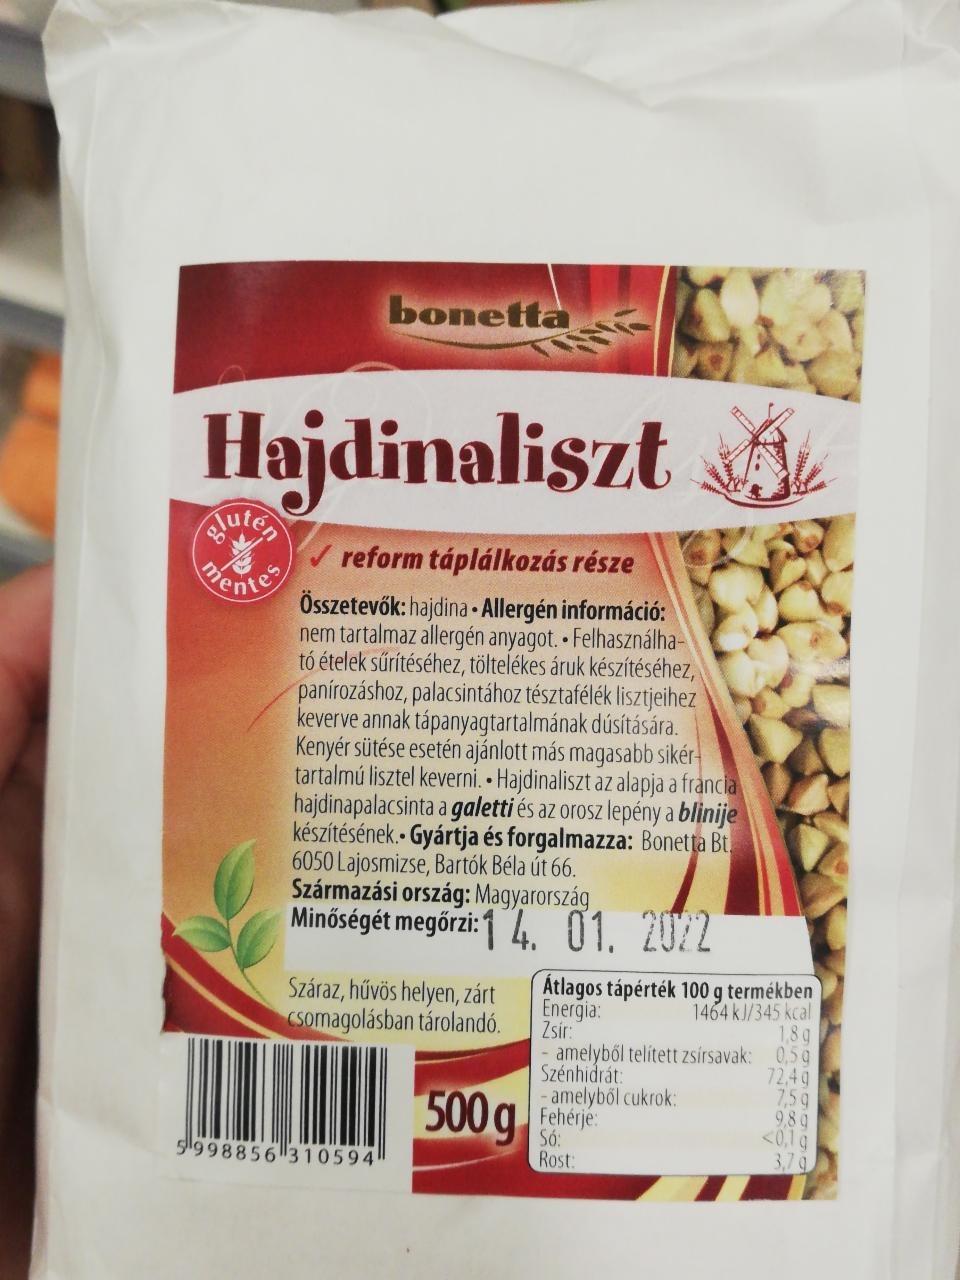 bonetta
Hajdinaliszt
glutén
mentes
✓ reform táplálkozás része
Összetevők: hajdina • Allergén információ:
nem tartalmaz allergén anyagot. • Felhasználha-
tó ételek sűrítéséhez, töltelékes áruk készítéséhez,
panírozáshoz, palacsintához tésztafélék lisztjeihez
keverve annak tápanyagtartalmának dúsítására.
Kenyér sütése esetén ajánlott más magasabb sikér-
tartalmú lisztel keverni. • Hajdinaliszt az alapja a francia
hajdinapalacsinta a galetti és az orosz lepény a blinije
készítésének. • Gyártja és forgalmazza: Bonetta Bt.
6050 Lajosmizse, Bartók Béla út 66.
Származási ország: Magyarország
Minőségét megőrzi: 14. 01. 2022
Száraz, hűvös helyen, zárt
csomagolásban tárolandó.
Átlagos tápérték 100 g termékben
Energia: 1464 kJ/345 kcal
Zsír: 1,8 g
- amelyből telített zsírsavak: 0,5 g
Szénhidrát: 72,4 g
- amelyből cukrok: 7,5 g
Fehérje: 9,8 g
Só: <0,1 g
Rost: 3,7 g
500 g
5 998856 310594